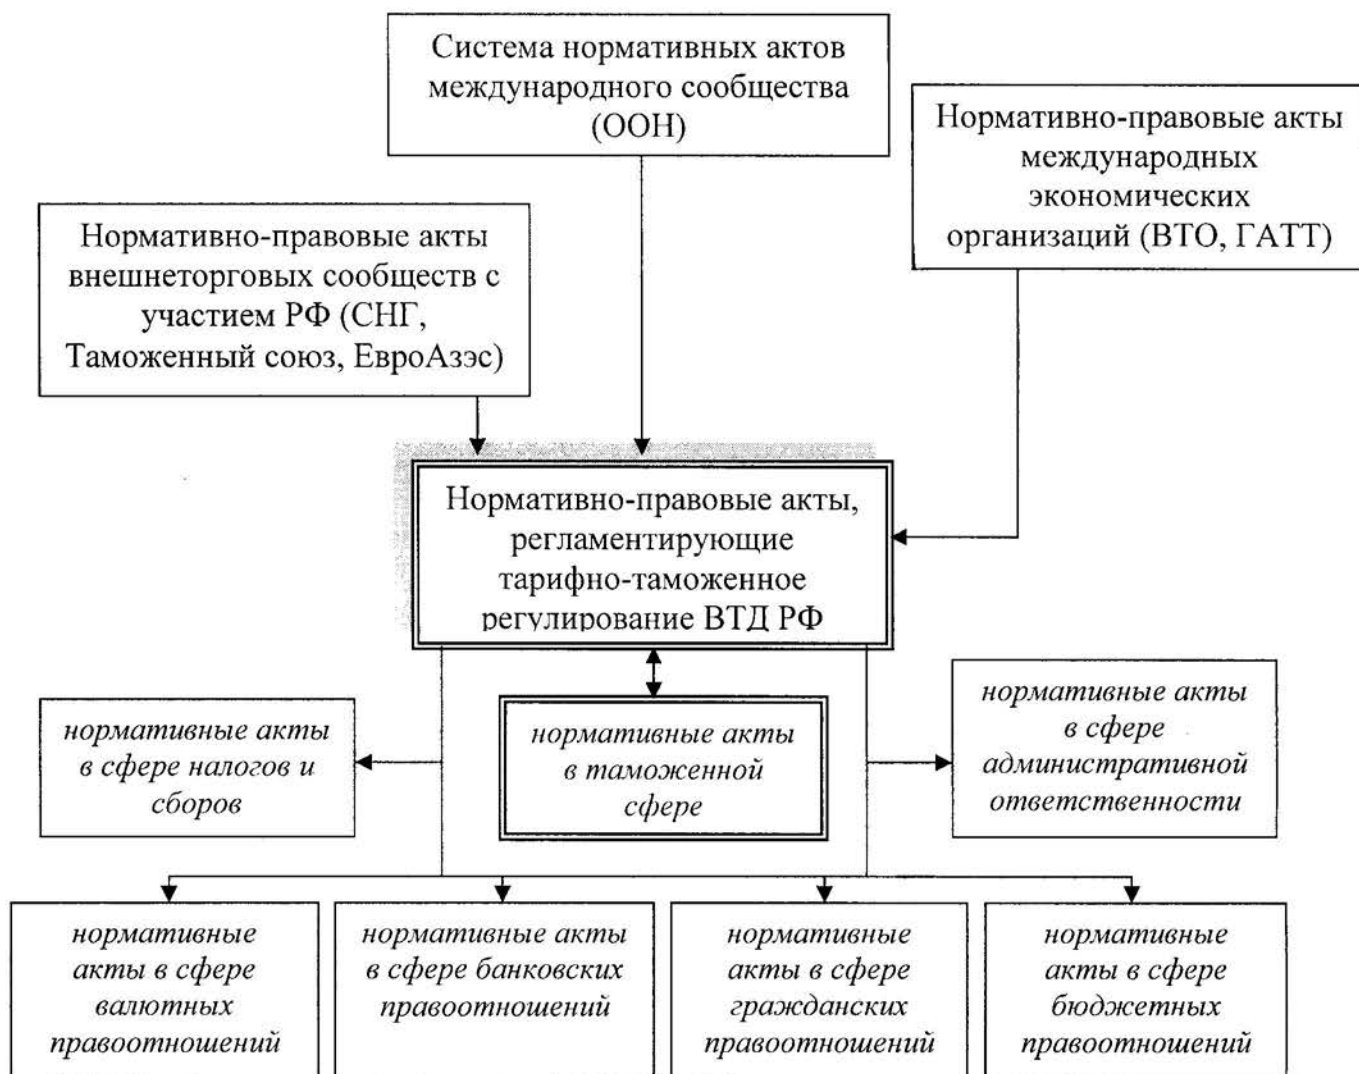 Система нормативных актов
международного сообщества
(ООН)
Нормативно-правовые акты
международных
экономических
организаций (ВТО, ГАТТ)
Нормативно-правовые акты
внешнеторговых сообществ с
участием РФ (СНГ,
Таможенный союз, ЕвроАзэс)
Нормативно-правовые акты,
регламентирующие
тарифно-таможенное
регулирование ВТД РФ
нормативные акты
в сфере налогов и
сборов
нормативные акты
в таможенной
сфере
нормативные акты
в сфере
административной
ответственности
нормативные
акты в сфере
валютных
правоотношений
нормативные акты
в сфере банковских
правоотношений
нормативные
акты в сфере
гражданских
правоотношений
нормативные
акты в сфере
бюджетных
правоотношений